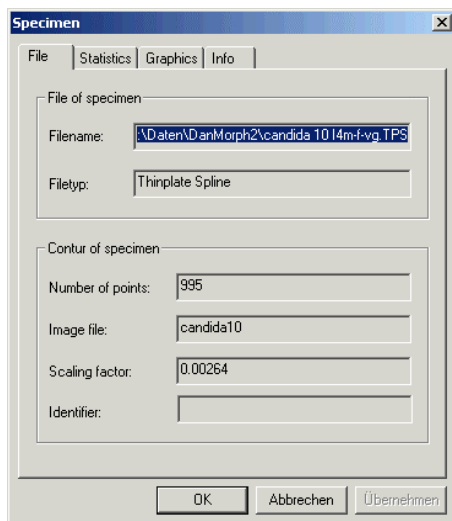 Specimen
File Statistics Graphics Info
File of specimen
Filename: :\Daten\DanMorph2\candida 10 l4m-f-vg.TPS
Filetyp: Thinplate Spline
Contur of specimen
Number of points: 995
Image file: candida10
Scaling factor: 0.00264
Identifier:
OK Abbrechen Übernehmen